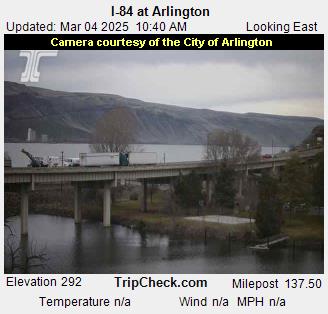 I-84 at Arlington
Updated: Mar 04 2025 10:40 AM Looking East
Camera courtesy of the City of Arlington
Elevation 292 TripCheck.com Milepost 137.50
Temperature n/a Wind n/a MPH n/a